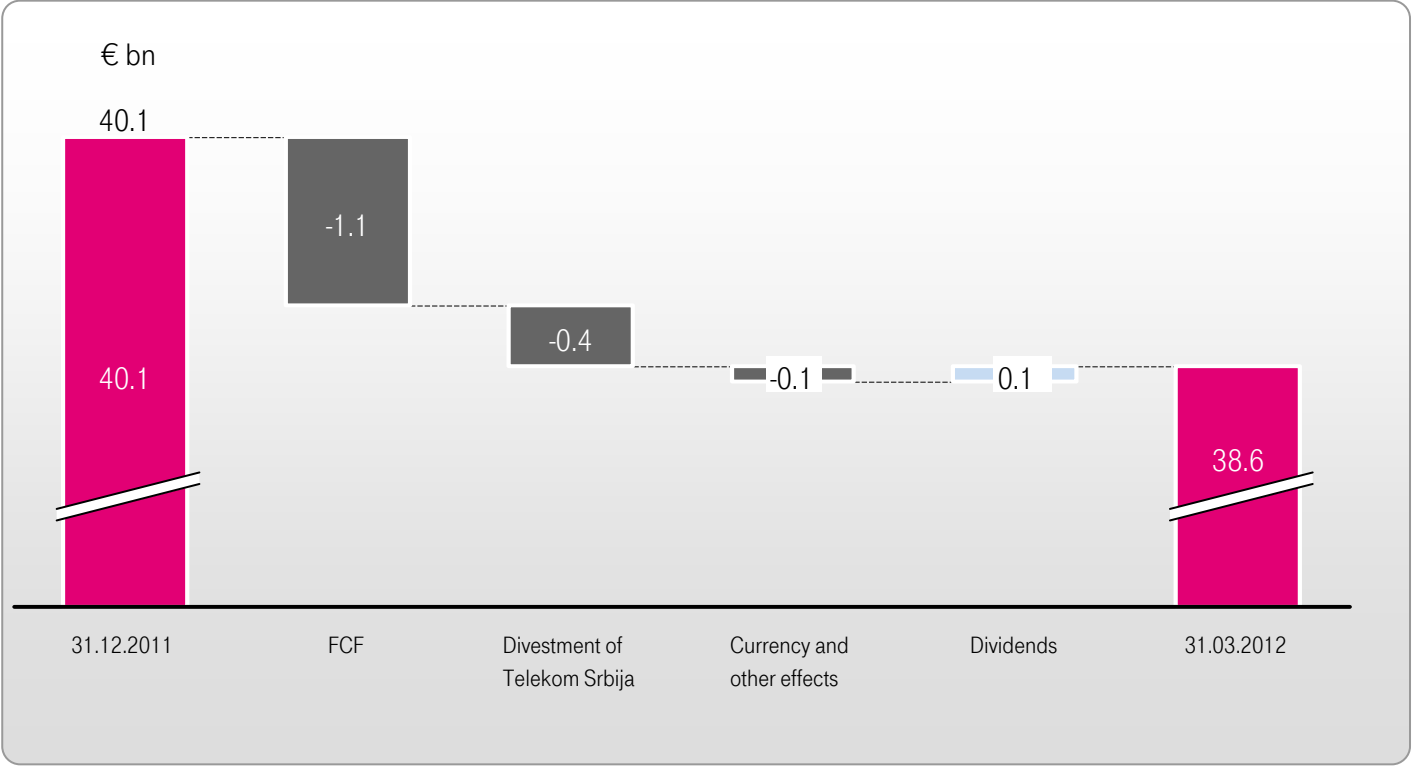 € bn
40.1
-1.1
-0.4
40.1
-0.1
0.1
38.6
31.12.2011
FCF
Divestment of
Telekom Srbija
Currency and
other effects
Dividends
31.03.2012